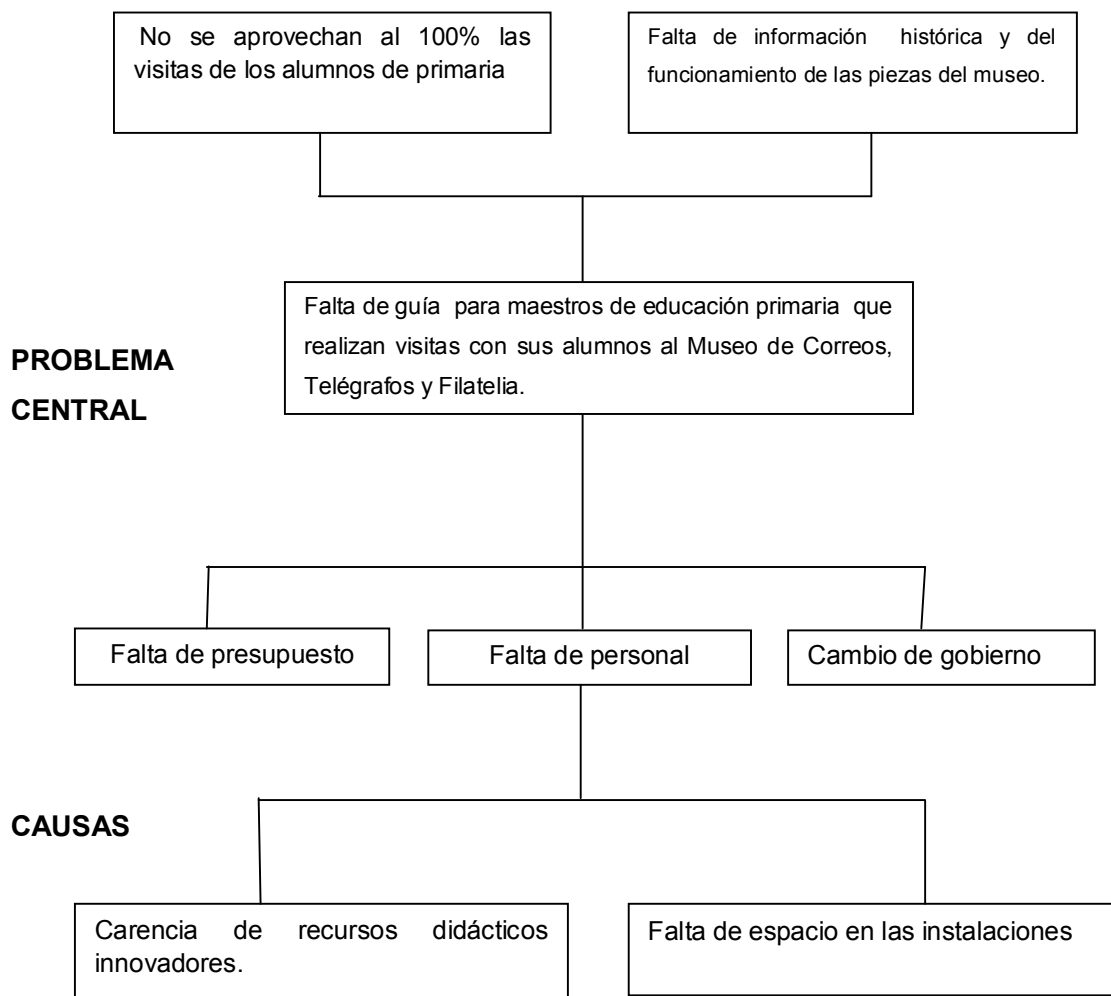 No se aprovechan al 100% las
visitas de los alumnos de primaria
Falta de información histórica y del
funcionamiento de las piezas del museo.
Falta de guía para maestros de educación primaria que
realizan visitas con sus alumnos al Museo de Correos,
Telégrafos y Filatelia.
PROBLEMA
CENTRAL
Falta de presupuesto
Falta de personal
Cambio de gobierno
CAUSAS
Carencia de recursos didácticos
innovadores.
Falta de espacio en las instalaciones